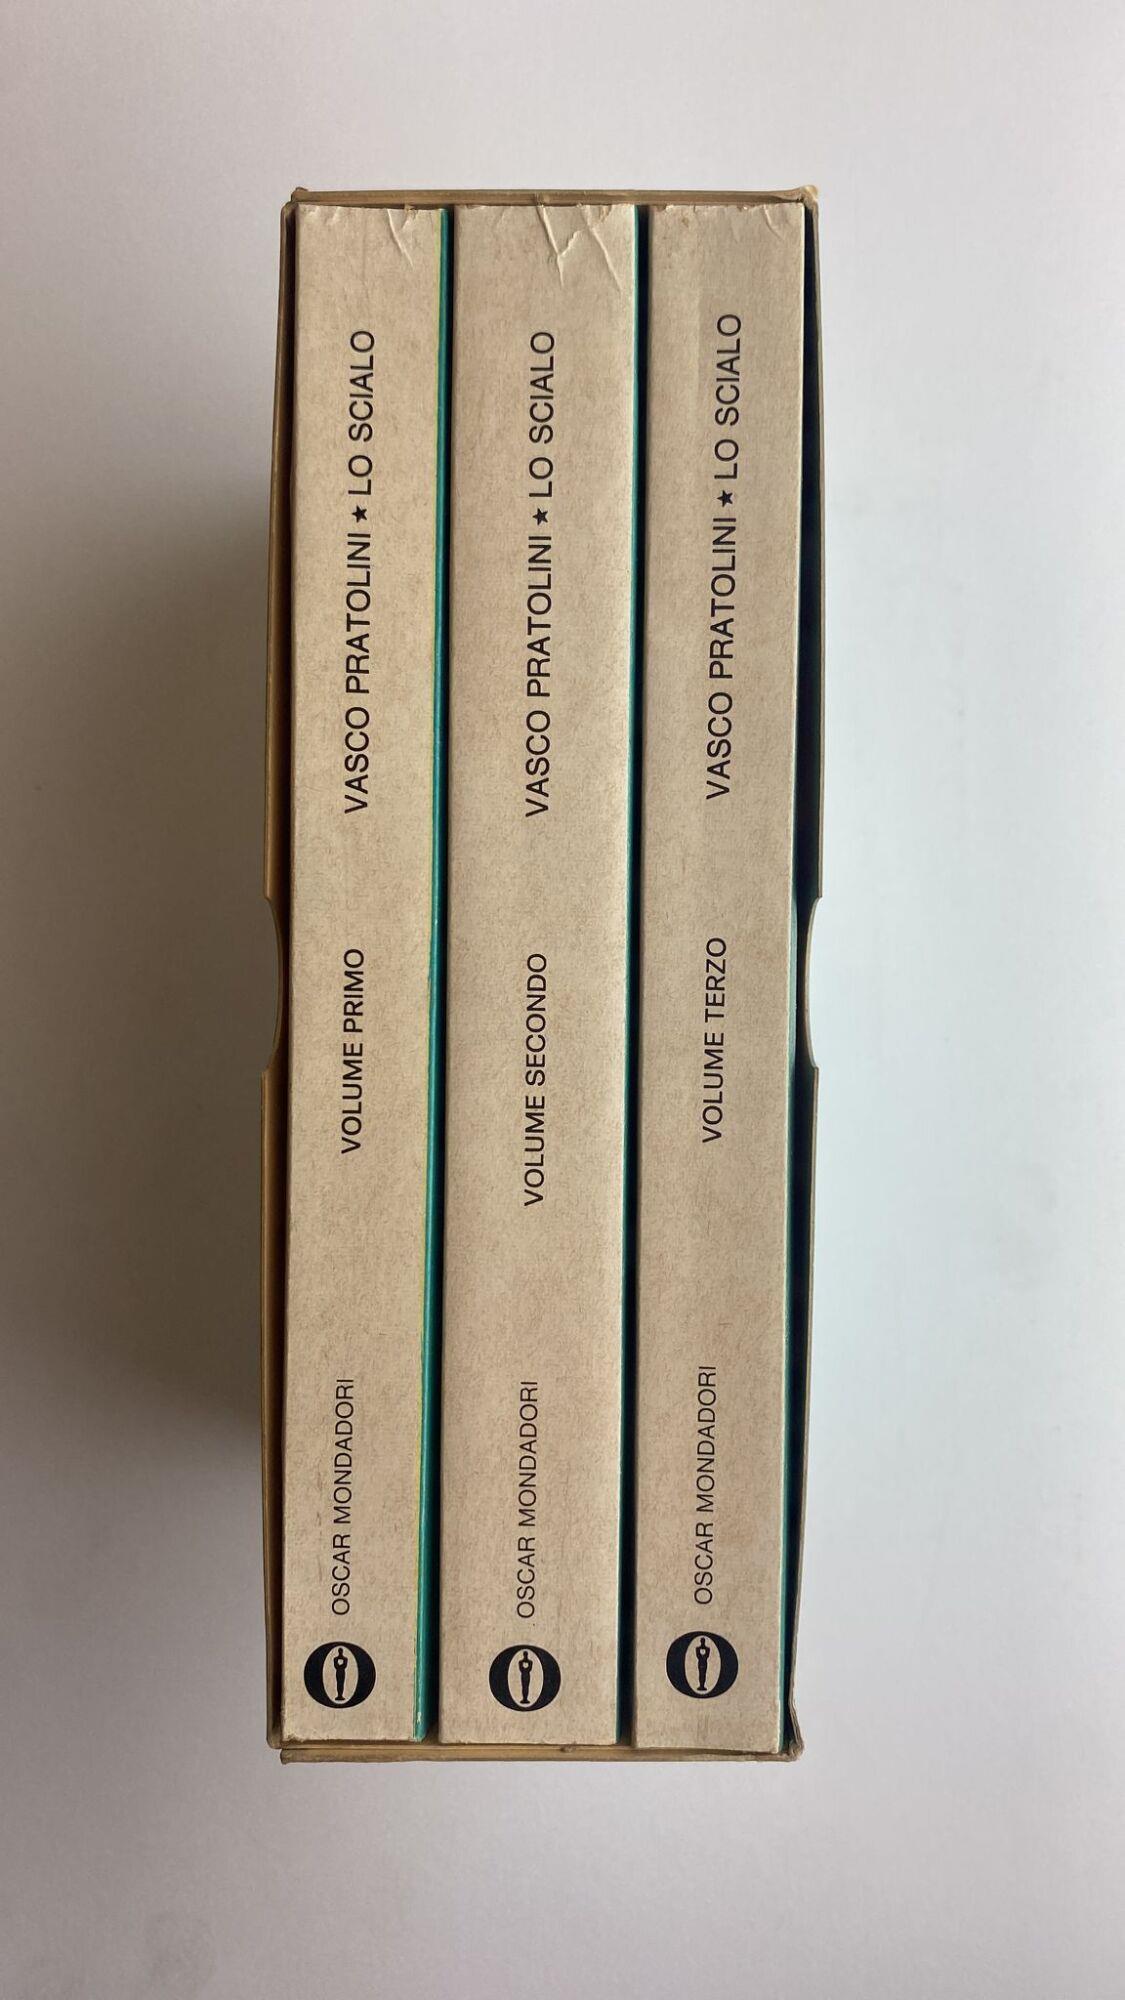 VASCO PRATOLINI ★ LO SCIALO
VOLUME PRIMO
OSCAR MONDADORI
VASCO PRATOLINI ★ LO SCIALO
VOLUME SECONDO
OSCAR MONDADORI
VASCO PRATOLINI ★ LO SCIALO
VOLUME TERZO
OSCAR MONDADORI